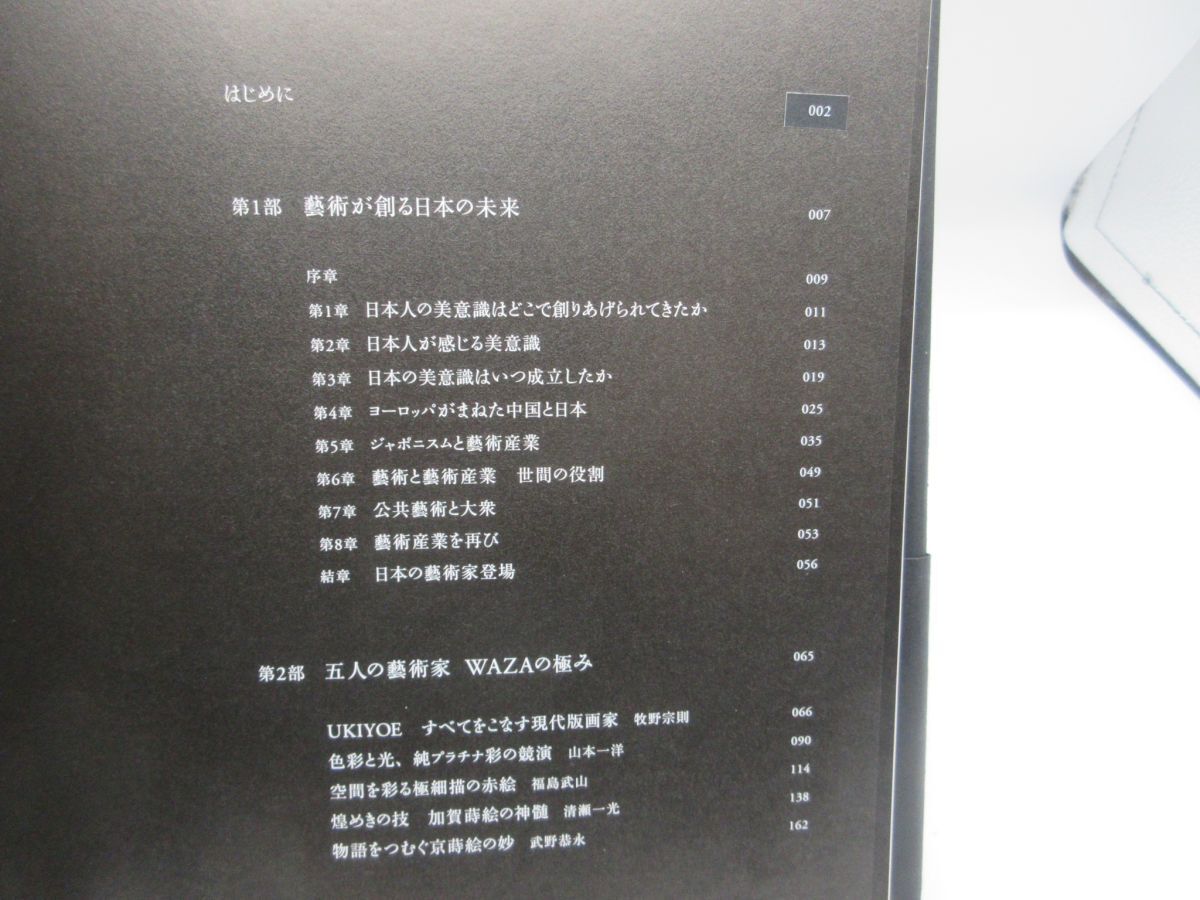 はじめに 002
第1部 藝術が創る日本の未来 007
序章 009
第1章 日本人の美意識はどこで創りあげられてきたか 011
第2章 日本人が感じる美意識 013
第3章 日本の美意識はいつ成立したか 019
第4章 ヨーロッパがまねた中国と日本 025
第5章 ジャポニスムと藝術産業 035
第6章 藝術と藝術産業 世間の役割 049
第7章 公共藝術と大衆 051
第8章 藝術産業を再び 053
結章 日本の藝術家登場 056
第2部 五人の藝術家 WAZAの極み 065
UKIYOE すべてをこなす現代版画家 牧野宗則 066
色彩と光、純プラチナ彩の競演 山本一洋 090
空間を彩る極細描の赤絵 福島武山 114
煌めきの技 加賀蒔絵の神髄 清瀬一光 138
物語をつむぐ京蒔絵の妙 武野恭永 162